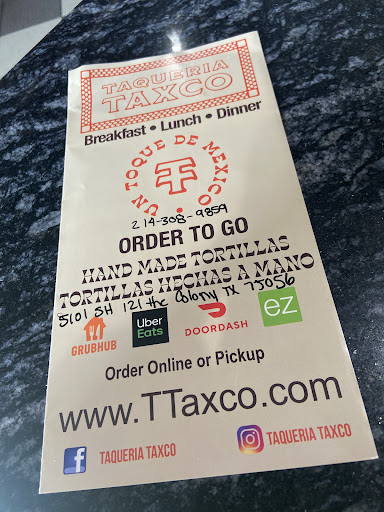 TAQUERIA
TAXCO
Breakfast • Lunch • Dinner
UN TOQUE DE MEXICO
214-308-9859
ORDER TO GO
HAND MADE TORTILLAS
TORTILLAS HECHAS A MANO
5101 SH 121 the Colony TX 75056
GRUBHUB
Uber
Eats
DOORDASH
ez
Order Online or Pickup
www.TTaxco.com
f TAQUERIA TAXCO
TAQUERIA TAXCO